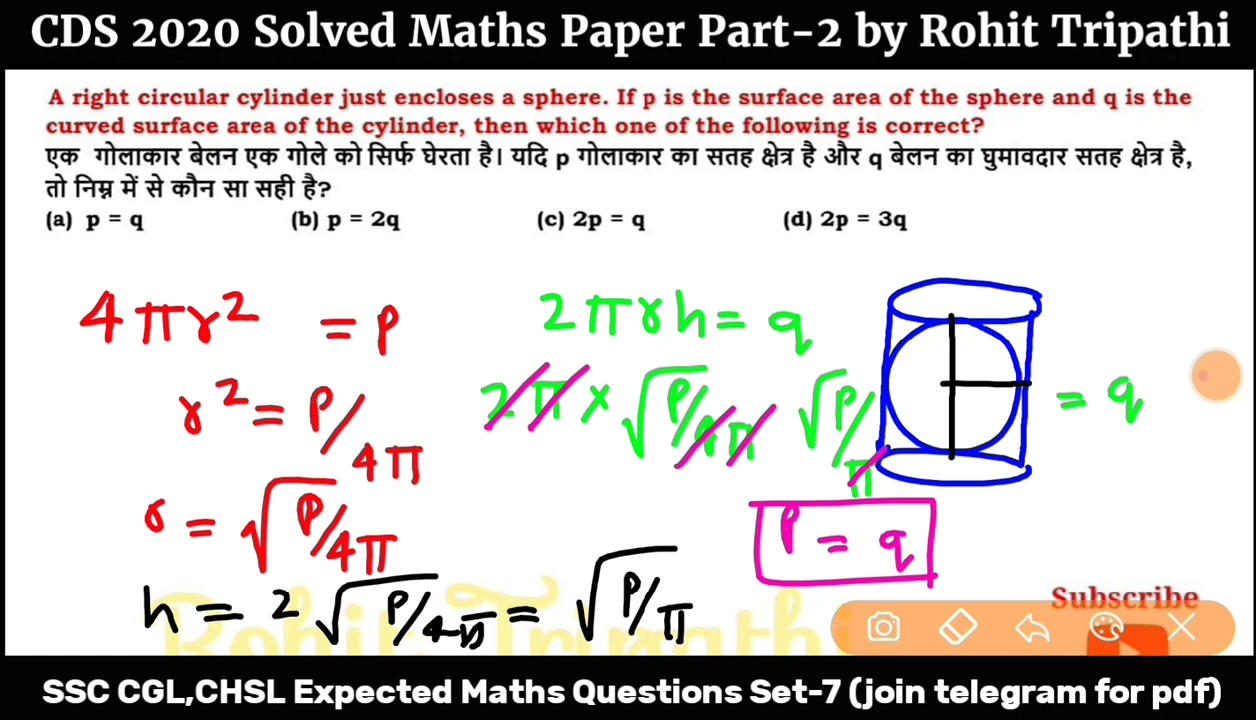 CDS 2020 Solved Maths Paper Part-2 by Rohit Tripathi
A right circular cylinder just encloses a sphere. If p is the surface area of the sphere and q is the
curved surface area of the cylinder, then which one of the following is correct?
एक गोलाकार बेलन एक गोले को सिर्फ घेरता है। यदि p गोलाकार का सतह क्षेत्र है और q बेलन का घुमावदार सतह क्षेत्र है,
तो निम्न में से कौन सा सही है?
(a) p = q (b) p = 2q (c) 2p = q (d) 2p = 3q
4πr² = p
2πrh = q
r² = P/4π
2π × √P/4π √P/π = q
r = √P/4π
P = q
h = 2√P/4π = √P/π
Rohit Tripathi
Subscribe
SSC CGL,CHSL Expected Maths Questions Set-7 (join telegram for pdf)